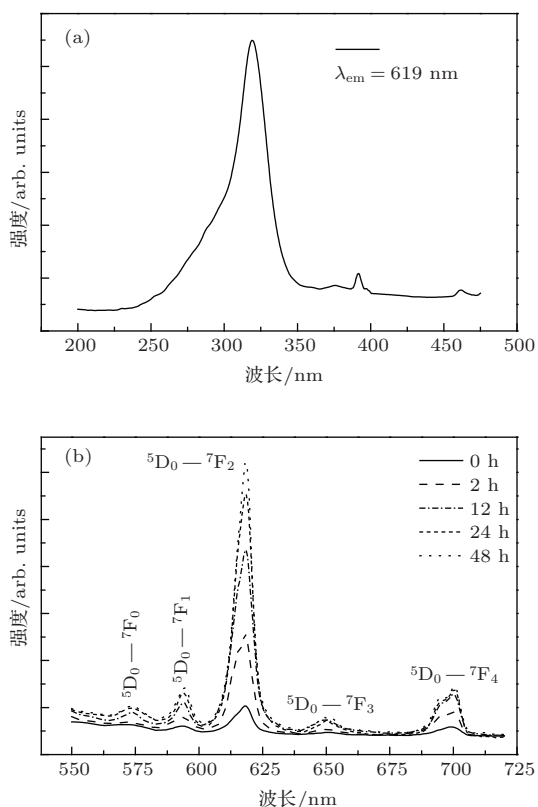 (a)
λem = 619 nm
强度/arb. units
200 250 300 350 400 450 500
波长/nm
(b)
⁵D₀—⁷F₂
0 h
2 h
12 h
24 h
48 h
强度/arb. units
⁵D₀—⁷F₀
⁵D₀—⁷F₁
⁵D₀—⁷F₃
⁵D₀—⁷F₄
550 575 600 625 650 675 700
波长/nm